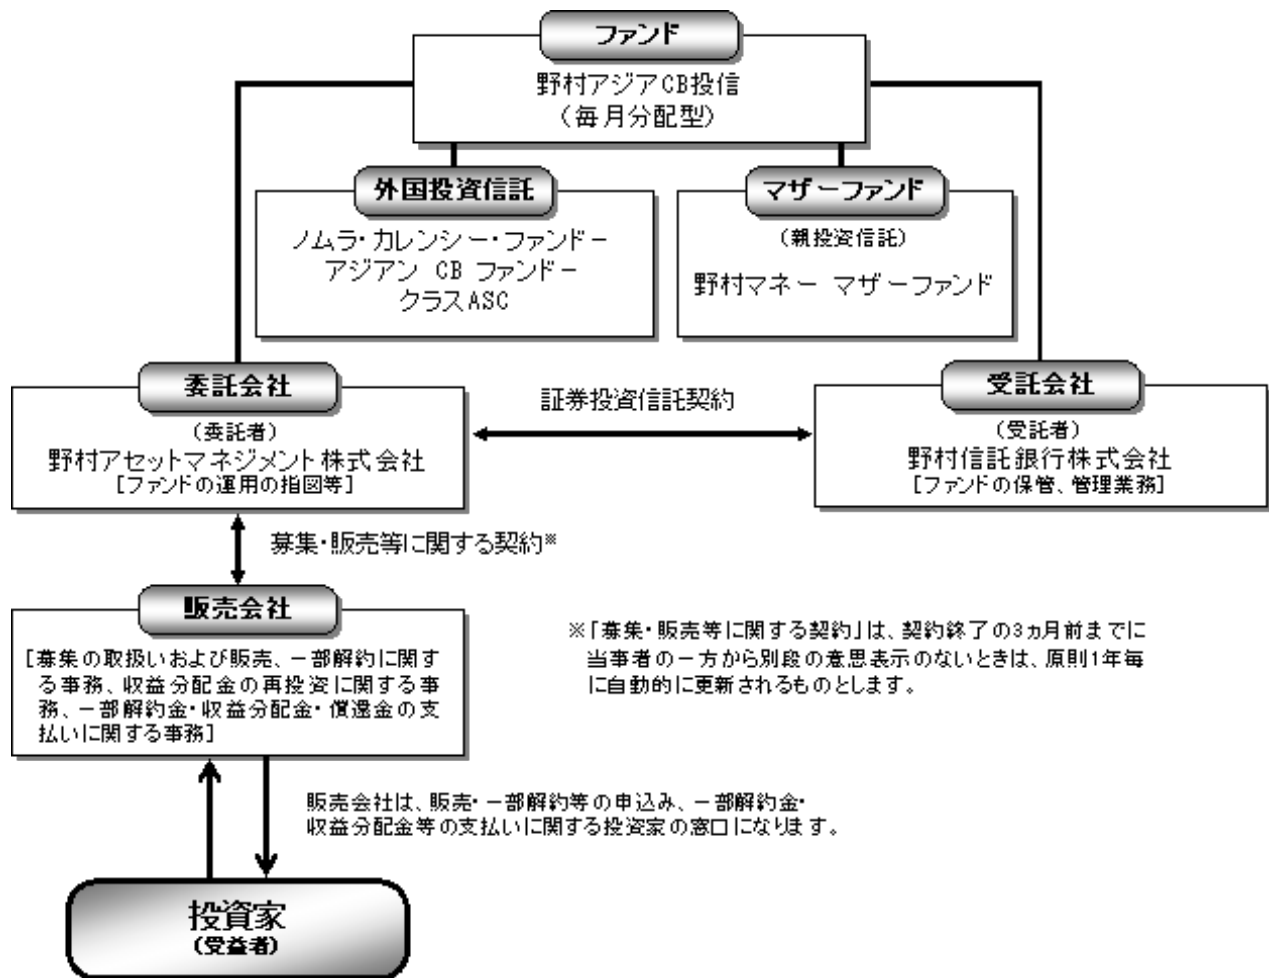 ファンド
野村アジアCB投信
（毎月分配型）
外国投資信託
ノムラ・カレンシー・ファンド－
アジアン CB ファンド－
クラスASC
マザーファンド
（親投資信託）
野村マネー マザーファンド
委託会社
（委託者）
野村アセットマネジメント株式会社
[ファンドの運用の指図等]
証券投資信託契約
受託会社
（受託者）
野村信託銀行株式会社
[ファンドの保管、管理業務]
募集・販売等に関する契約※
販売会社
[募集の取扱いおよび販売、一部解約に関す
る事務、収益分配金の再投資に関する事
務、一部解約金・収益分配金・償還金の支
払いに関する事務]
※「募集・販売等に関する契約」は、契約終了の3ヵ月前までに
当事者の一方から別段の意思表示のないときは、原則1年毎
に自動的に更新されるものとします。
販売会社は、販売・一部解約等の申込み、一部解約金・
収益分配金等の支払いに関する投資家の窓口になります。
投資家
（受益者）